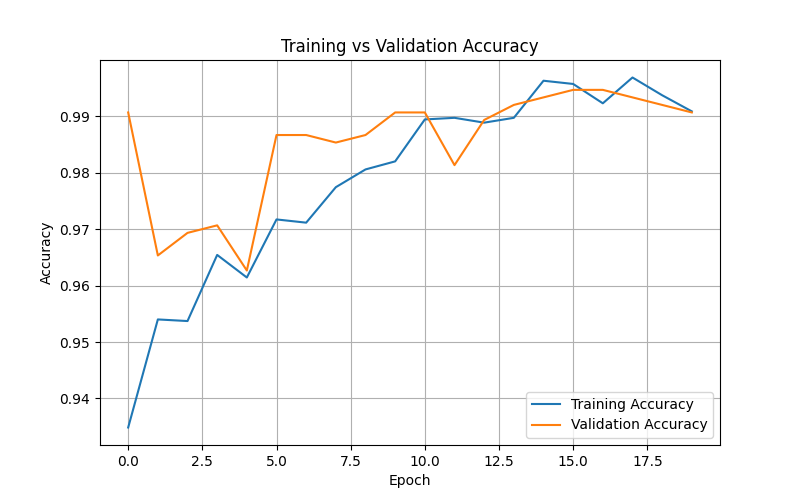 Training vs Validation Accuracy
Accuracy
0.99
0.98
0.97
0.96
0.95
0.94
0.0 2.5 5.0 7.5 10.0 12.5 15.0 17.5
Epoch
Training Accuracy
Validation Accuracy